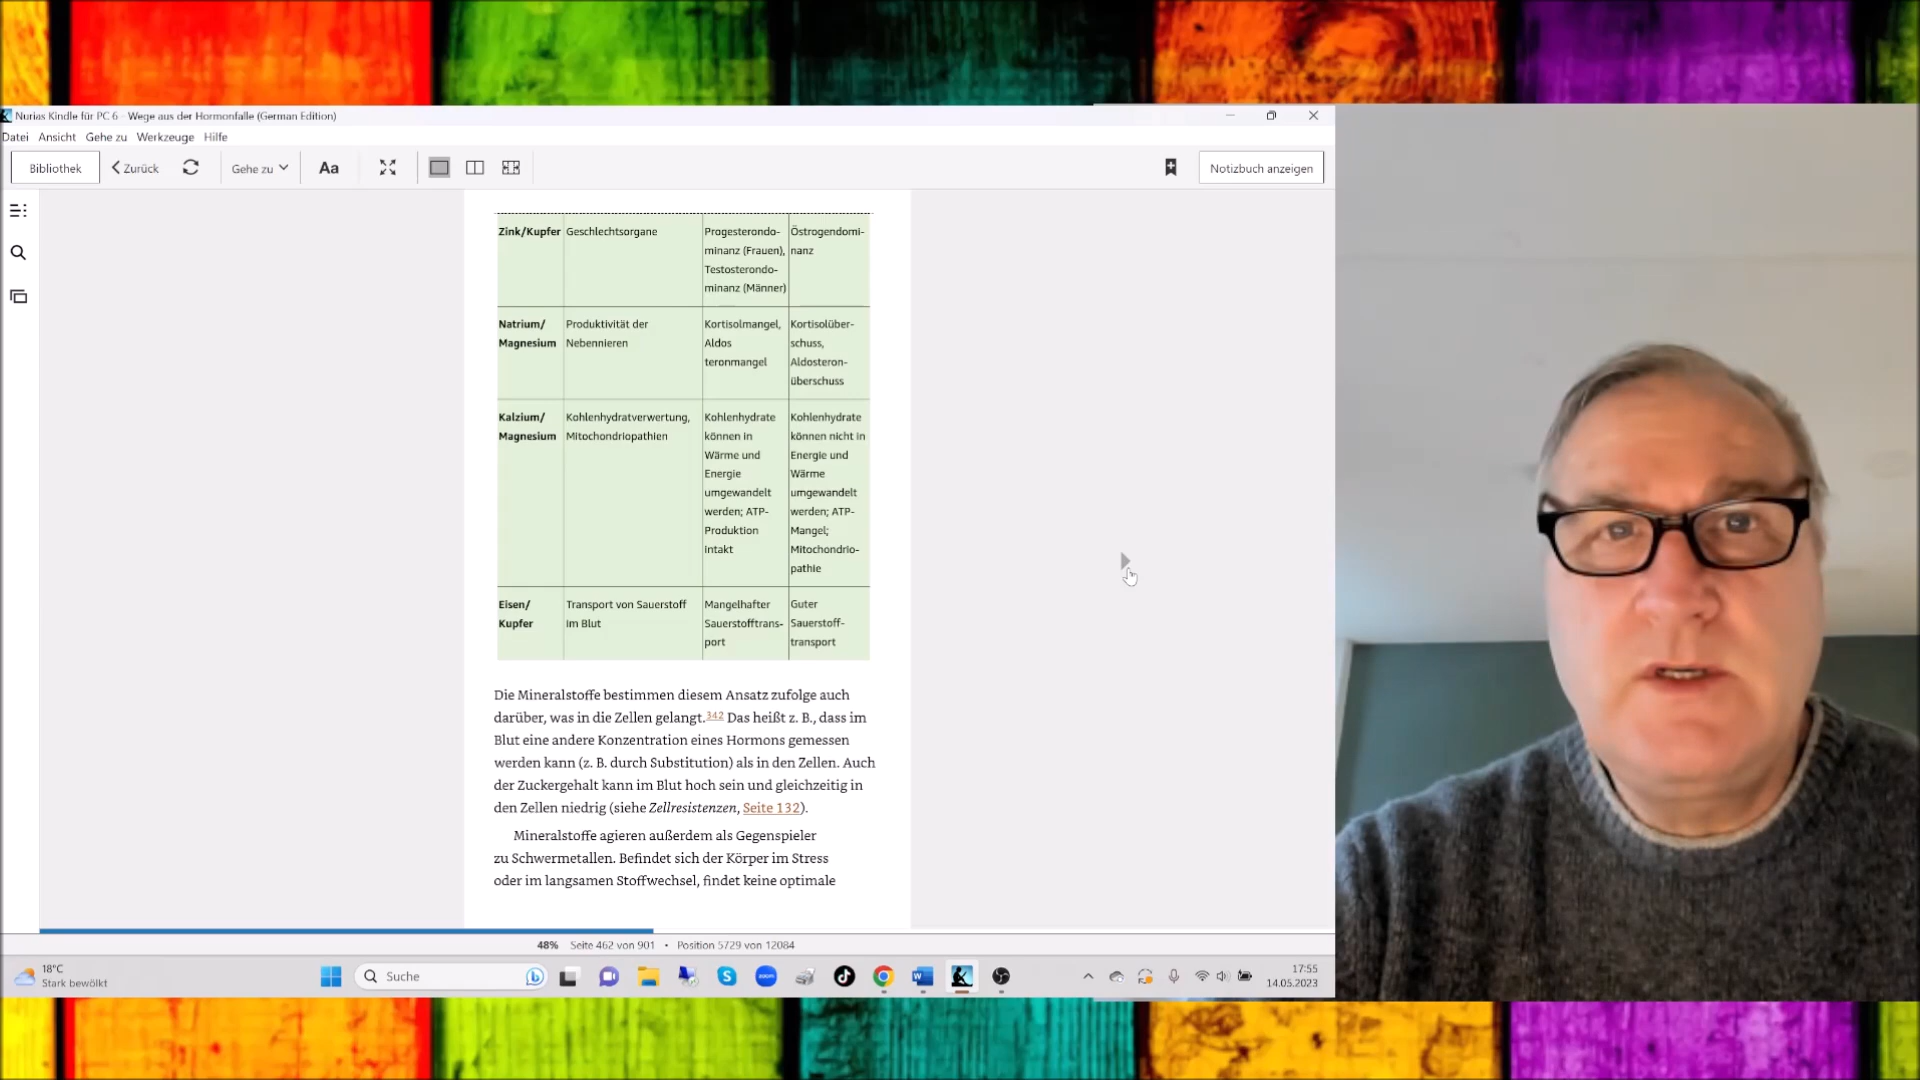 Nurias Kindle für PC 6 - Wege aus der Hormonfalle (German Edition)
Datei Ansicht Gehe zu Werkzeuge Hilfe
Bibliothek
Zurück
Gehe zu
Aa
Notizbuch anzeigen
Zink/Kupfer
Geschlechtsorgane
Progesterondo-
minanz (Frauen),
Testosterondo-
minanz (Männer)
Östrogendomi-
nanz
Natrium/
Magnesium
Produktivität der
Nebennieren
Kortisolmangel,
Aldos
teronmangel
Kortisolüber-
schuss,
Aldosteron-
überschuss
Kalzium/
Magnesium
Kohlenhydratverwertung,
Mitochondriopathien
Kohlenhydrate
können in
Wärme und
Energie
umgewandelt
werden; ATP-
Produktion
intakt
Kohlenhydrate
können nicht in
Energie und
Wärme
umgewandelt
werden; ATP-
Mangel;
Mitochondrio-
pathie
Eisen/
Kupfer
Transport von Sauerstoff
im Blut
Mangelhafter
Sauerstofftrans-
port
Guter
Sauerstoff-
transport
Die Mineralstoffe bestimmen diesem Ansatz zufolge auch
darüber, was in die Zellen gelangt.342 Das heißt z. B., dass im
Blut eine andere Konzentration eines Hormons gemessen
werden kann (z. B. durch Substitution) als in den Zellen. Auch
der Zuckergehalt kann im Blut hoch sein und gleichzeitig in
den Zellen niedrig (siehe Zellresistenzen, Seite 132).
Mineralstoffe agieren außerdem als Gegenspieler
zu Schwermetallen. Befindet sich der Körper im Stress
oder im langsamen Stoffwechsel, findet keine optimale
48% Seite 462 von 901 • Position 5729 von 12084
18°C
Stark bewölkt
Suche
17:55
14.05.2023